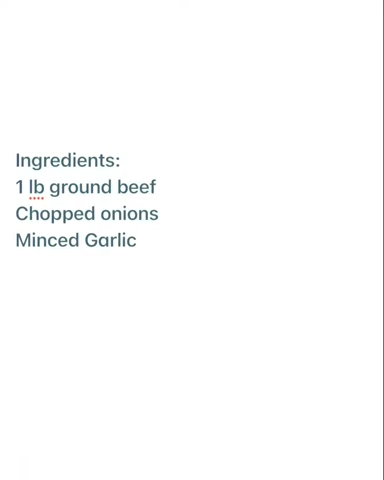 Ingredients:
1 lb ground beef
Chopped onions
Minced Garlic